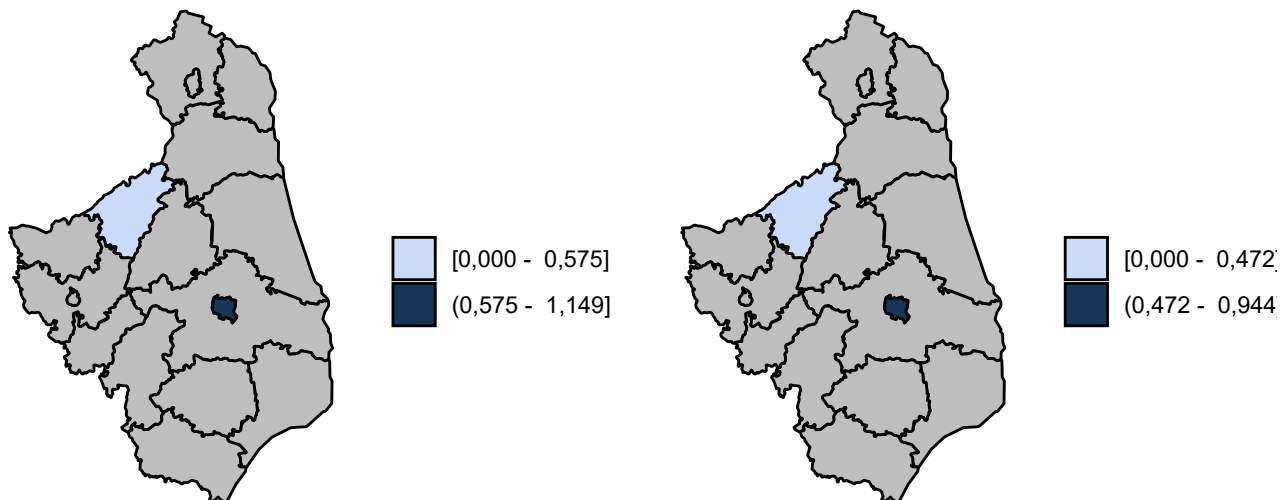 [0,000 -  0,575]
(0,575 -  1,149]
[0,000 -  0,472]
(0,472 -  0,944]